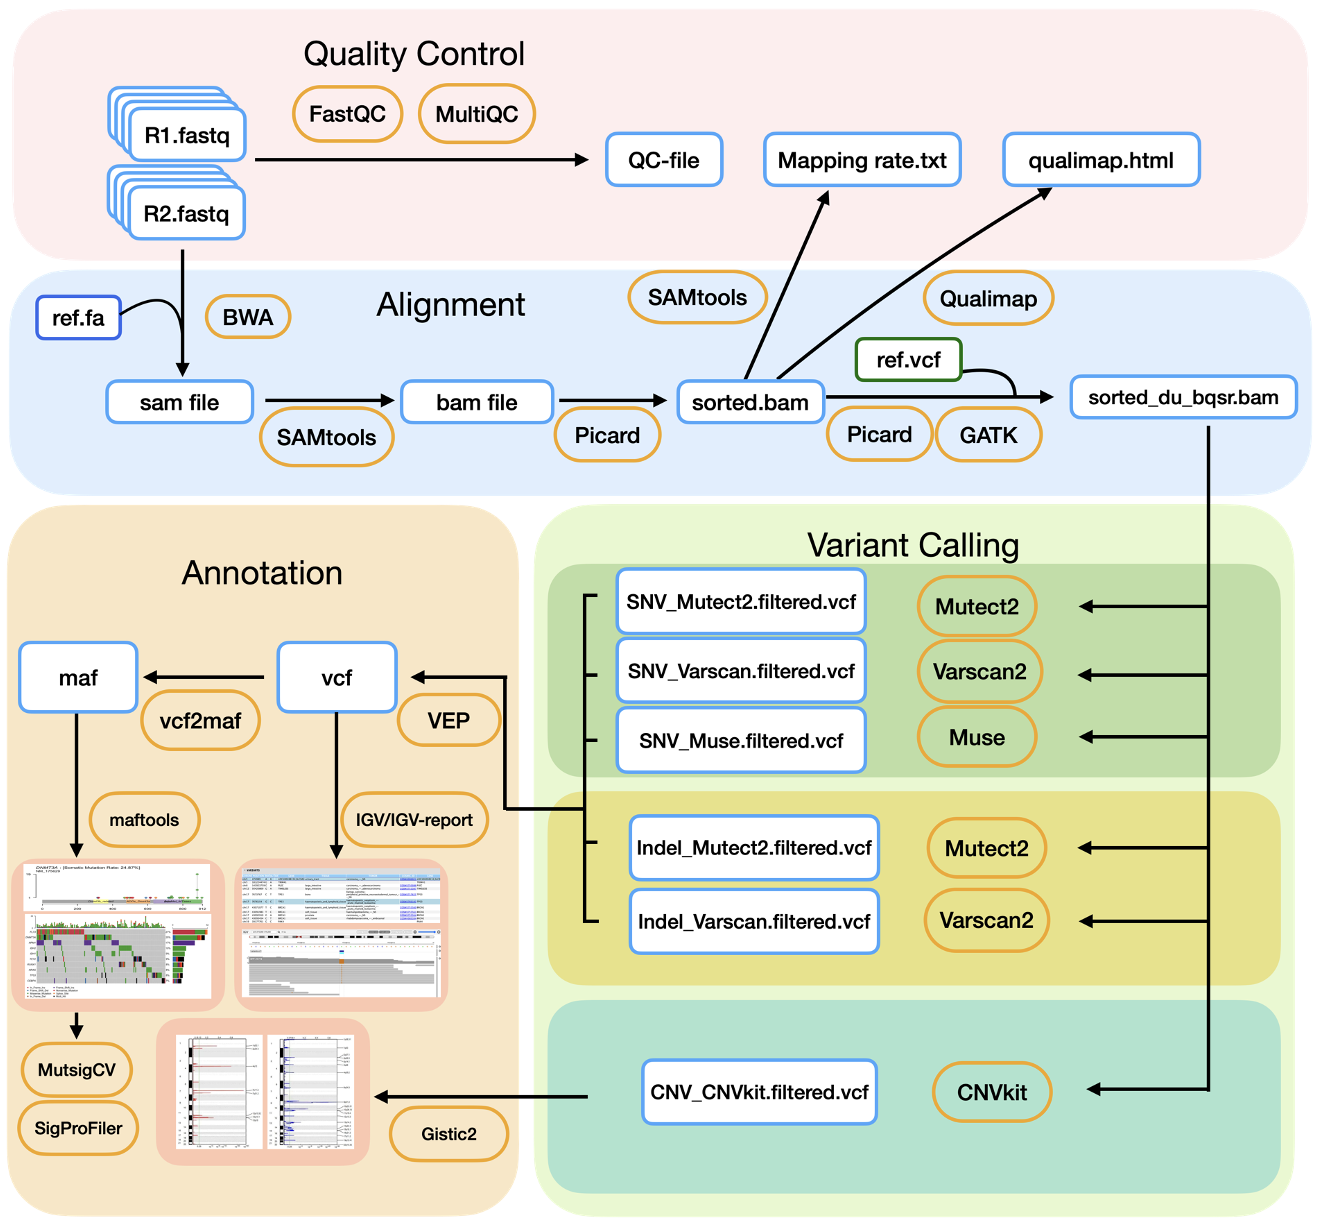 Quality Control
FastQC
MultiQC
R1.fastq
R2.fastq
QC-file
Mapping rate.txt
qualimap.html
Alignment
ref.fa
BWA
SAMtools
Qualimap
ref.vcf
sam file
SAMtools
bam file
Picard
sorted.bam
Picard
GATK
sorted_du_bqsr.bam
Annotation
maf
vcf2maf
vcf
VEP
maftools
IGV/IGV-report
MutsigCV
SigProFiler
Gistic2
Variant Calling
SNV_Mutect2.filtered.vcf
Mutect2
SNV_Varscan.filtered.vcf
Varscan2
SNV_Muse.filtered.vcf
Muse
Indel_Mutect2.filtered.vcf
Mutect2
Indel_Varscan.filtered.vcf
Varscan2
CNV_CNVkit.filtered.vcf
CNVkit